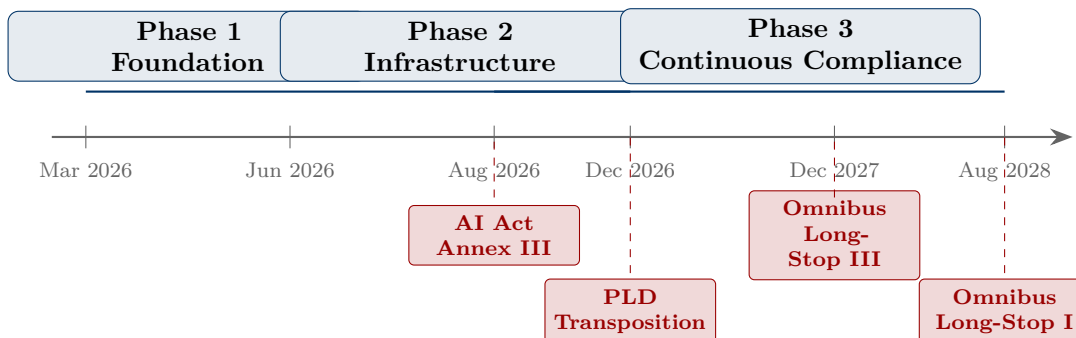 Phase 1
Foundation
Phase 2
Infrastructure
Phase 3
Continuous Compliance
Mar 2026
Jun 2026
Aug 2026
Dec 2026
Dec 2027
Aug 2028
AI Act
Annex III
PLD
Transposition
Omnibus
Long-
Stop III
Omnibus
Long-Stop I